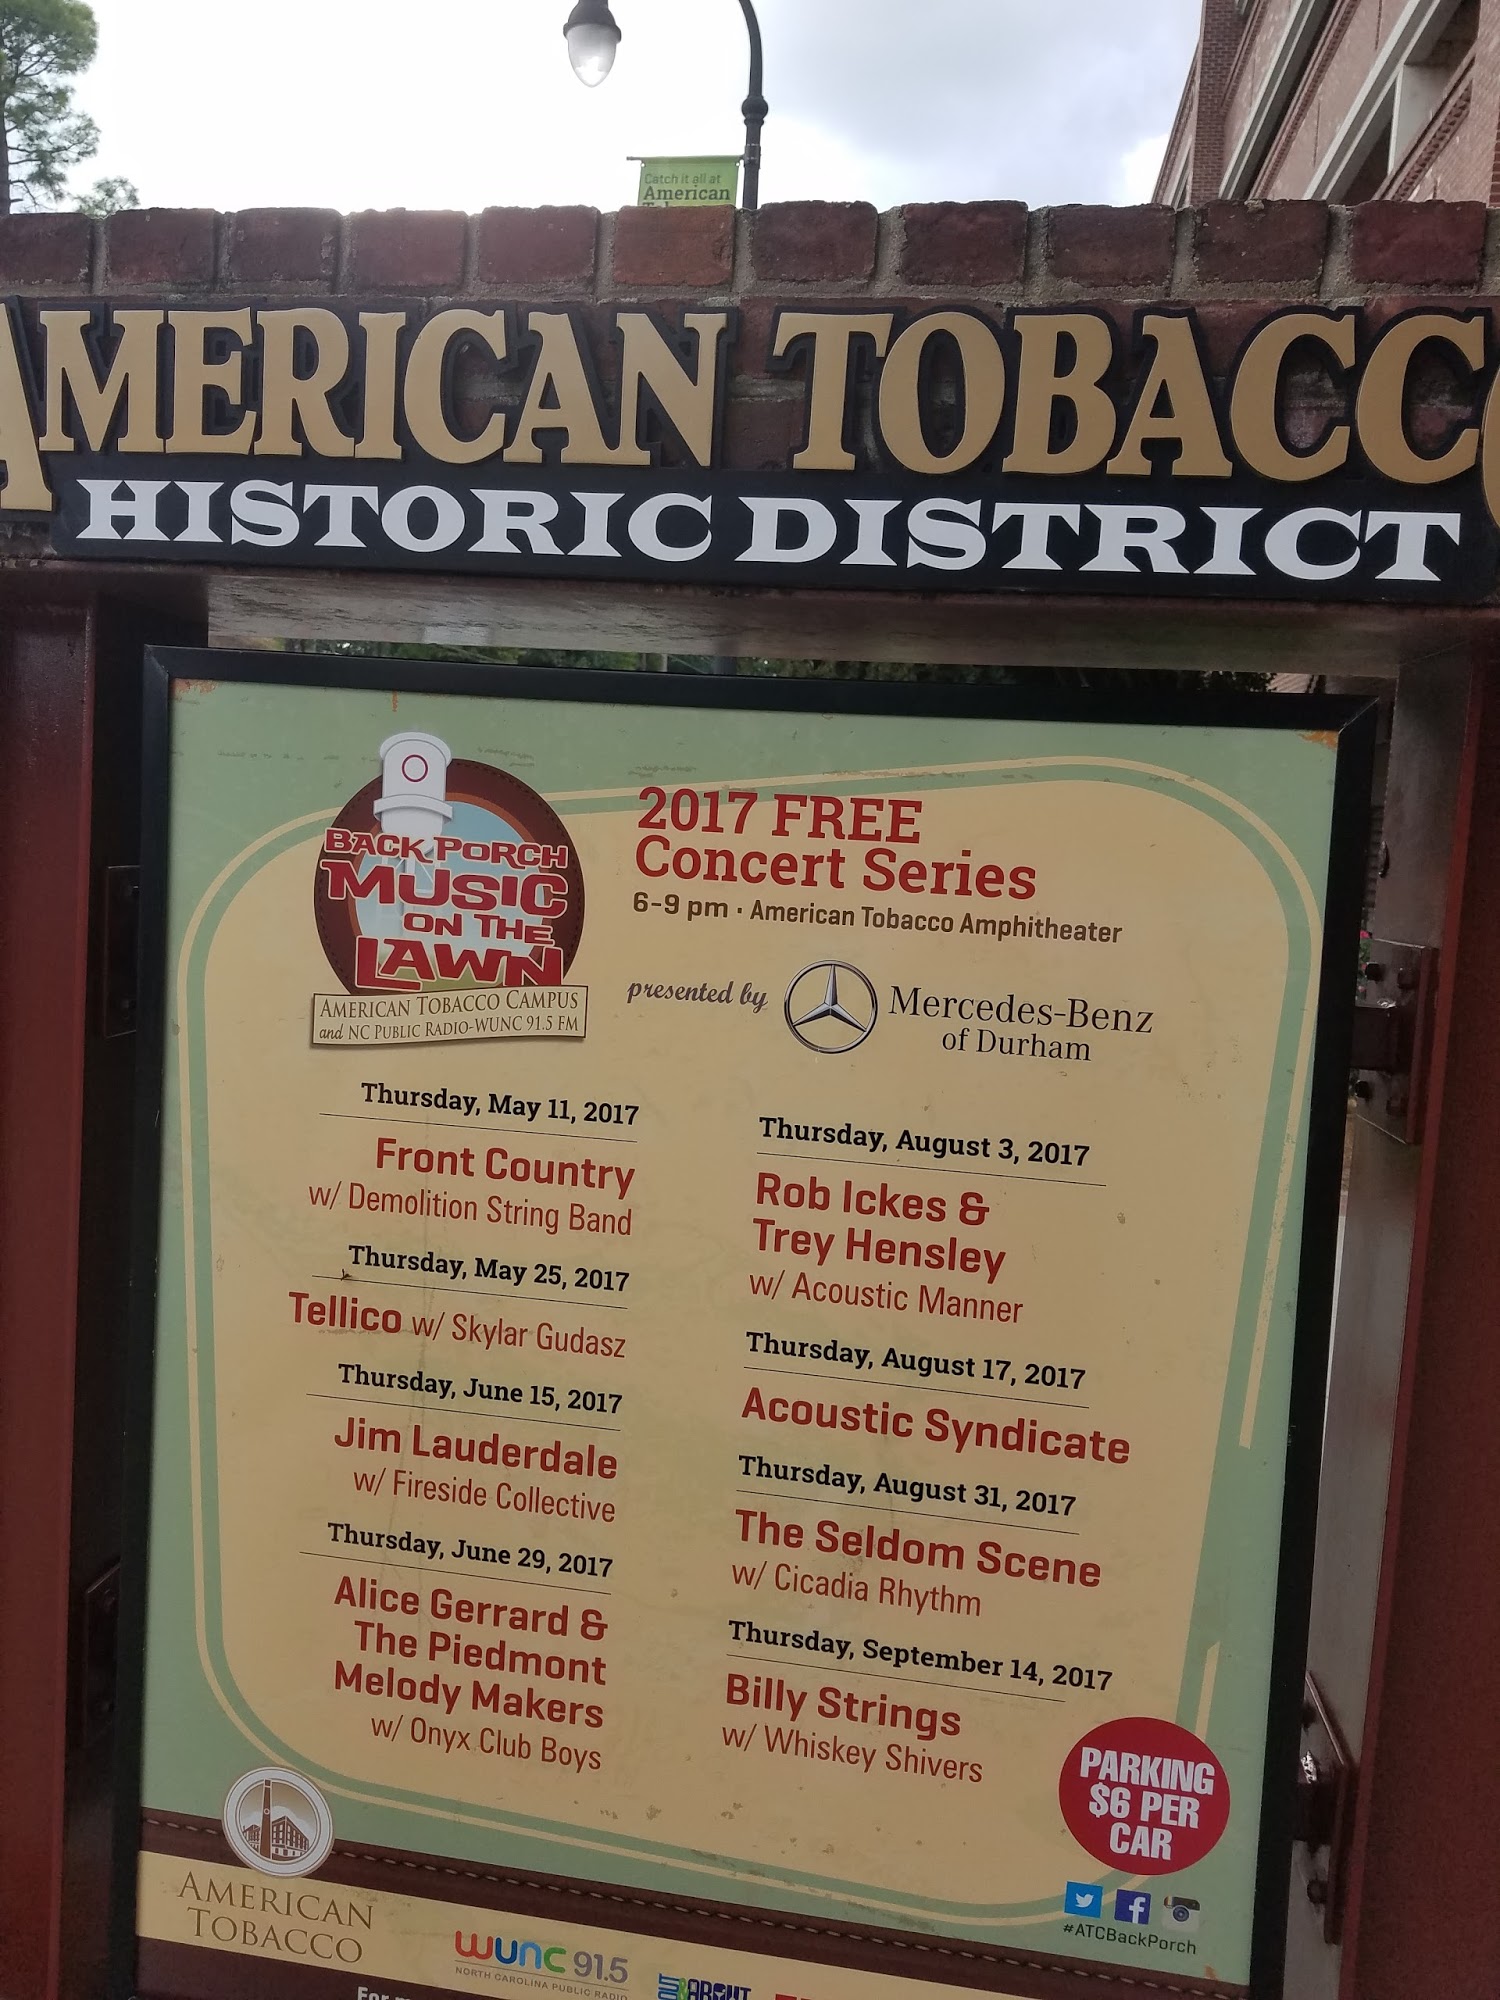 Catch it all at
American
AMERICAN TOBACCO
HISTORIC DISTRICT
BACK PORCH
MUSIC
ON THE
LAWN
AMERICAN TOBACCO CAMPUS
and NC PUBLIC RADIO-WUNC 91.5 FM
2017 FREE
Concert Series
6-9 pm · American Tobacco Amphitheater
presented by
Mercedes-Benz
of Durham
Thursday, May 11, 2017
Front Country
w/ Demolition String Band
Thursday, May 25, 2017
Tellico w/ Skylar Gudasz
Thursday, June 15, 2017
Jim Lauderdale
w/ Fireside Collective
Thursday, June 29, 2017
Alice Gerrard &
The Piedmont
Melody Makers
w/ Onyx Club Boys
Thursday, August 3, 2017
Rob Ickes &
Trey Hensley
w/ Acoustic Manner
Thursday, August 17, 2017
Acoustic Syndicate
Thursday, August 31, 2017
The Seldom Scene
w/ Cicadia Rhythm
Thursday, September 14, 2017
Billy Strings
w/ Whiskey Shivers
PARKING
$6 PER
CAR
#ATCBackPorch
AMERICAN
TOBACCO
WUNC 91.5
NORTH CAROLINA PUBLIC RADIO
OUT & ABOUT
For